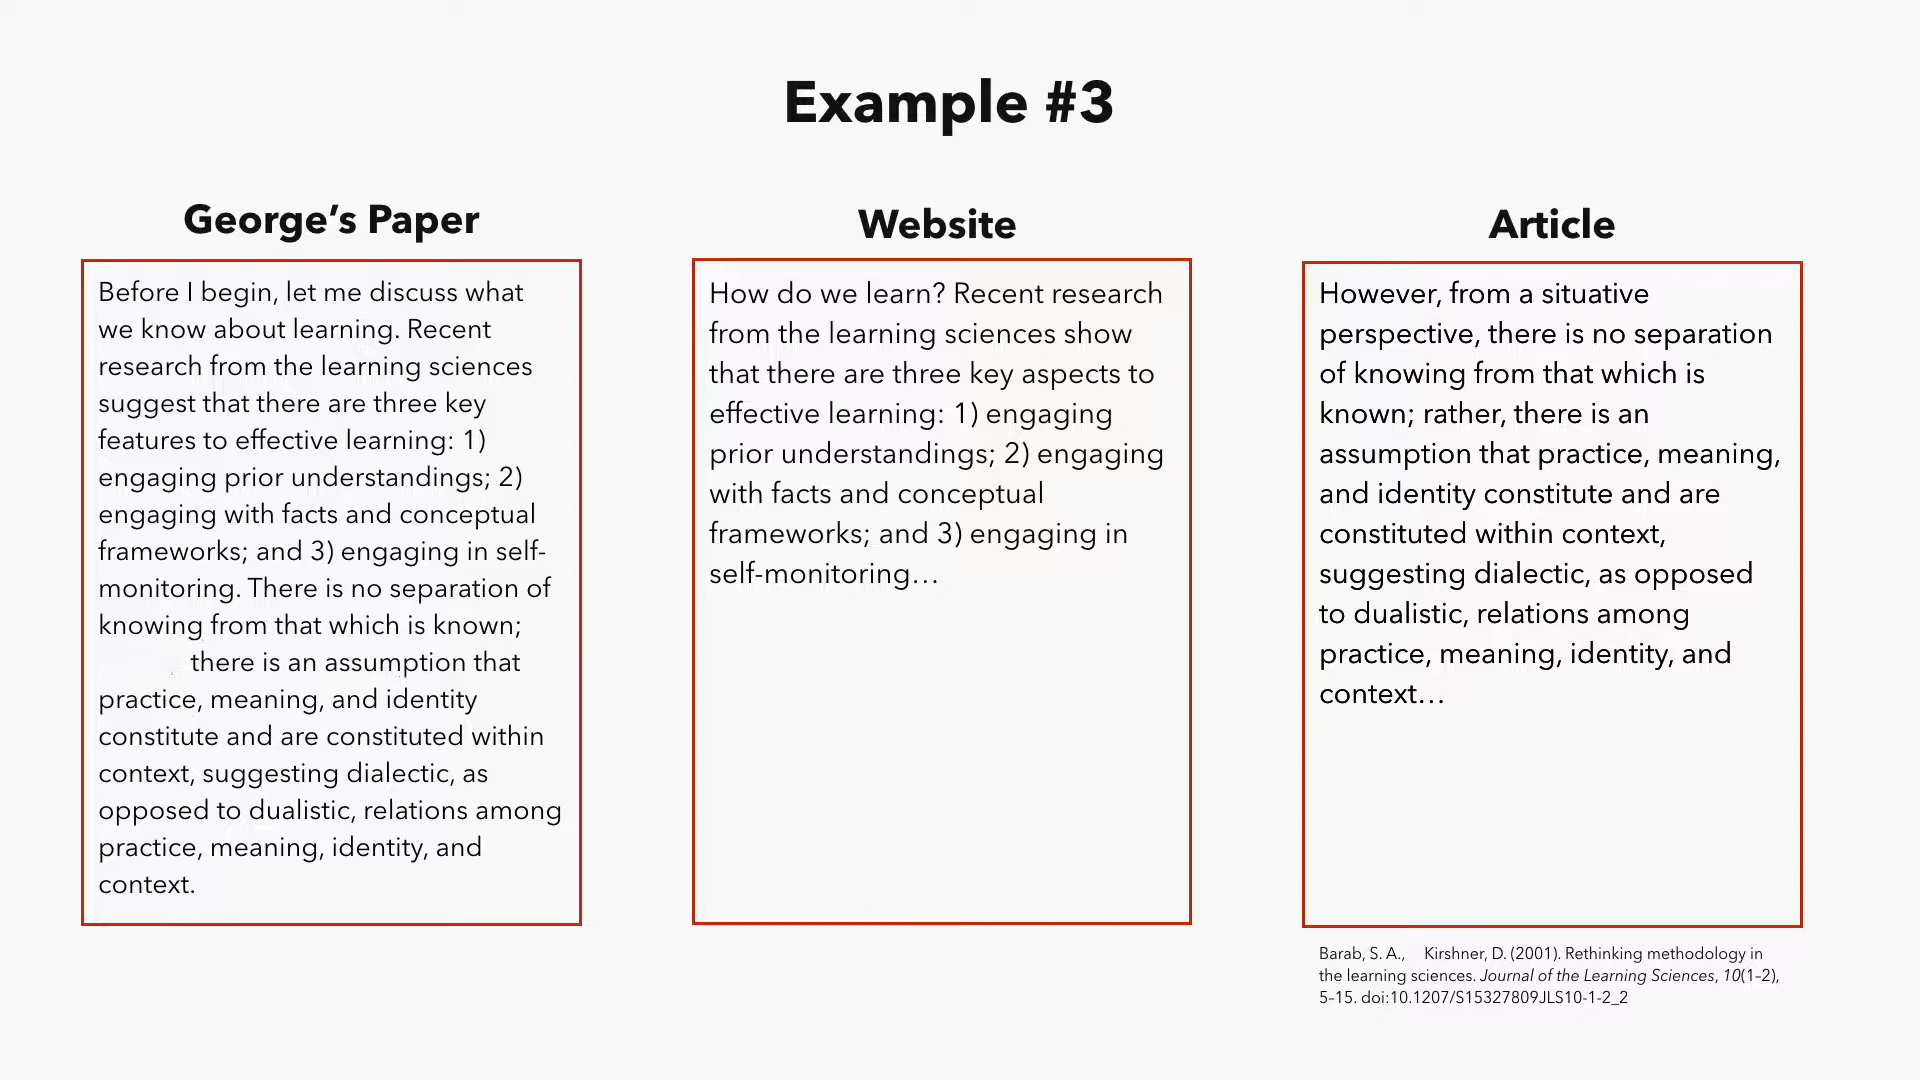 Example #3
George’s Paper
Before I begin, let me discuss what
we know about learning. Recent
research from the learning sciences
suggest that there are three key
features to effective learning: 1)
engaging prior understandings; 2)
engaging with facts and conceptual
frameworks; and 3) engaging in self-
monitoring. There is no separation of
knowing from that which is known;
there is an assumption that
practice, meaning, and identity
constitute and are constituted within
context, suggesting dialectic, as
opposed to dualistic, relations among
practice, meaning, identity, and
context.
Website
How do we learn? Recent research
from the learning sciences show
that there are three key aspects to
effective learning: 1) engaging
prior understandings; 2) engaging
with facts and conceptual
frameworks; and 3) engaging in
self-monitoring…
Article
However, from a situative
perspective, there is no separation
of knowing from that which is
known; rather, there is an
assumption that practice, meaning,
and identity constitute and are
constituted within context,
suggesting dialectic, as opposed
to dualistic, relations among
practice, meaning, identity, and
context…
Barab, S. A., Kirshner, D. (2001). Rethinking methodology in
the learning sciences. Journal of the Learning Sciences, 10(1–2),
5–15. doi:10.1207/S15327809JLS10-1-2_2